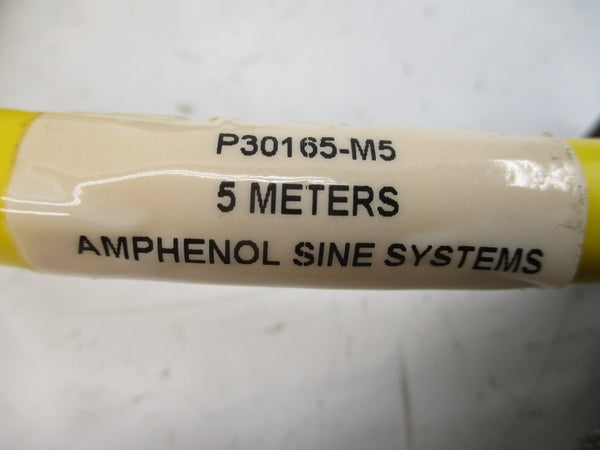 P30165-M5
5 METERS
AMPHENOL SINE SYSTEMS